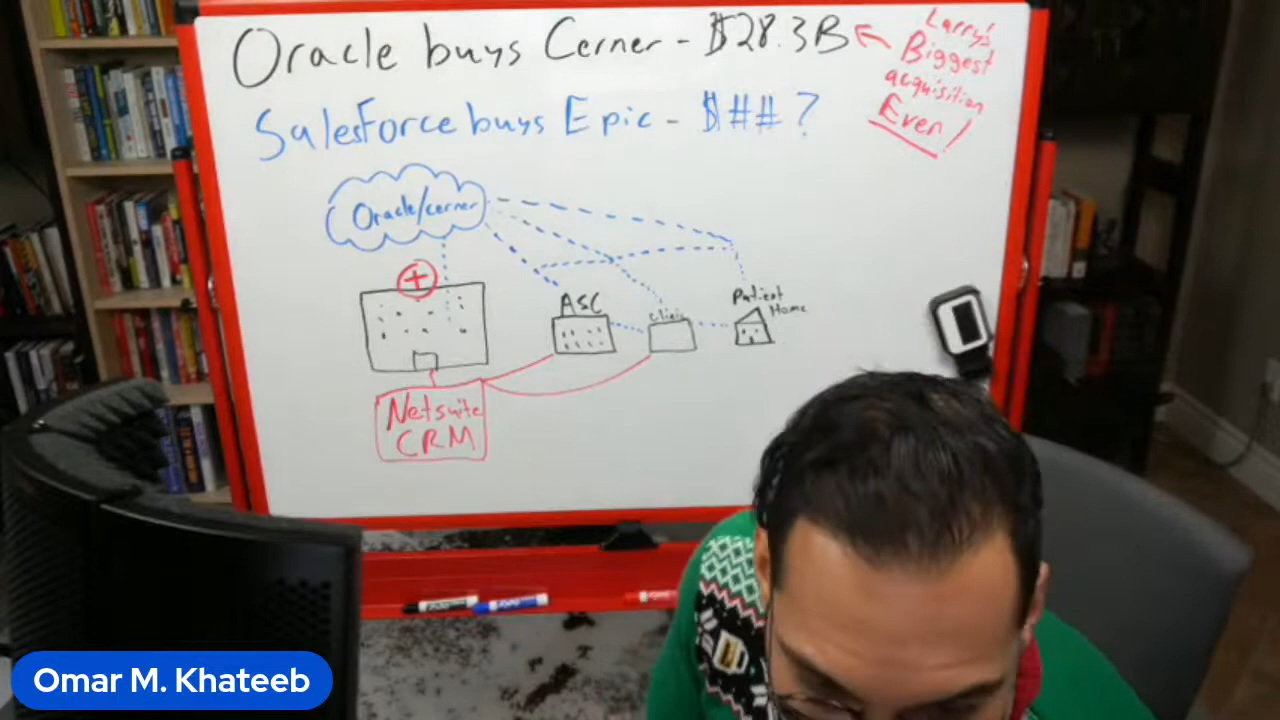 Oracle buys Cerner - $28.3B
Larry's
Biggest
acquisition
Ever!
SalesForce buys Epic - $##?
Oracle/cerner
ASC
clinic
Patient
Home
Netsuite
CRM
EXPO
Omar M. Khateeb